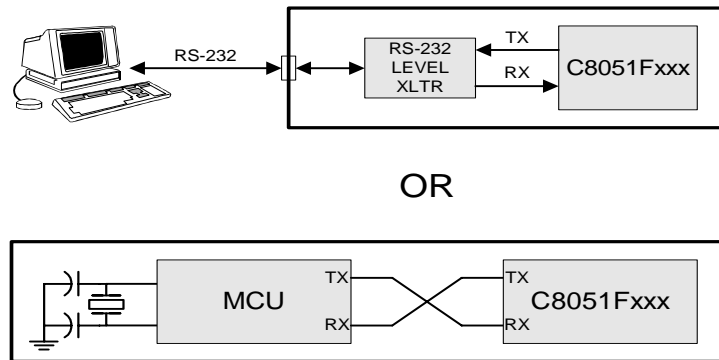 RS-232
RS-232
LEVEL
XLTR
TX
RX
C8051Fxxx
OR
MCU
TX
RX
TX
RX
C8051Fxxx